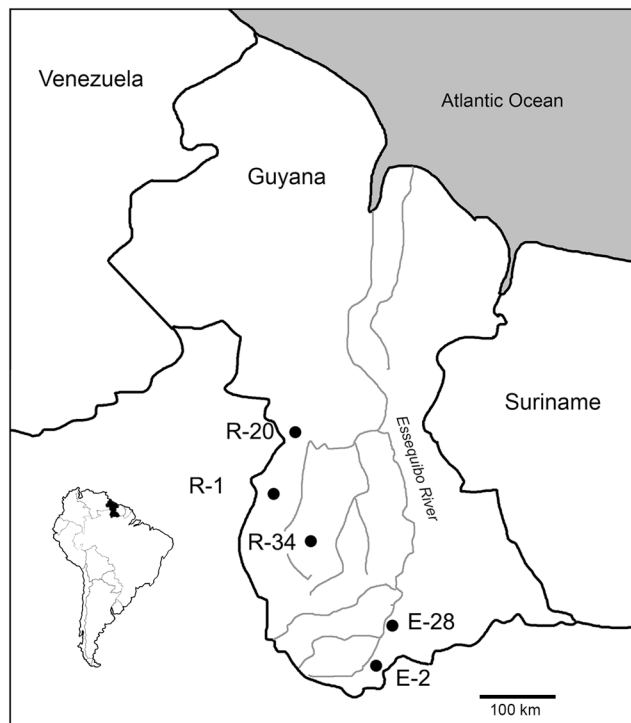 Venezuela
Atlantic Ocean
Guyana
Suriname
Essequibo River
R-20
R-1
R-34
E-28
E-2
100 km